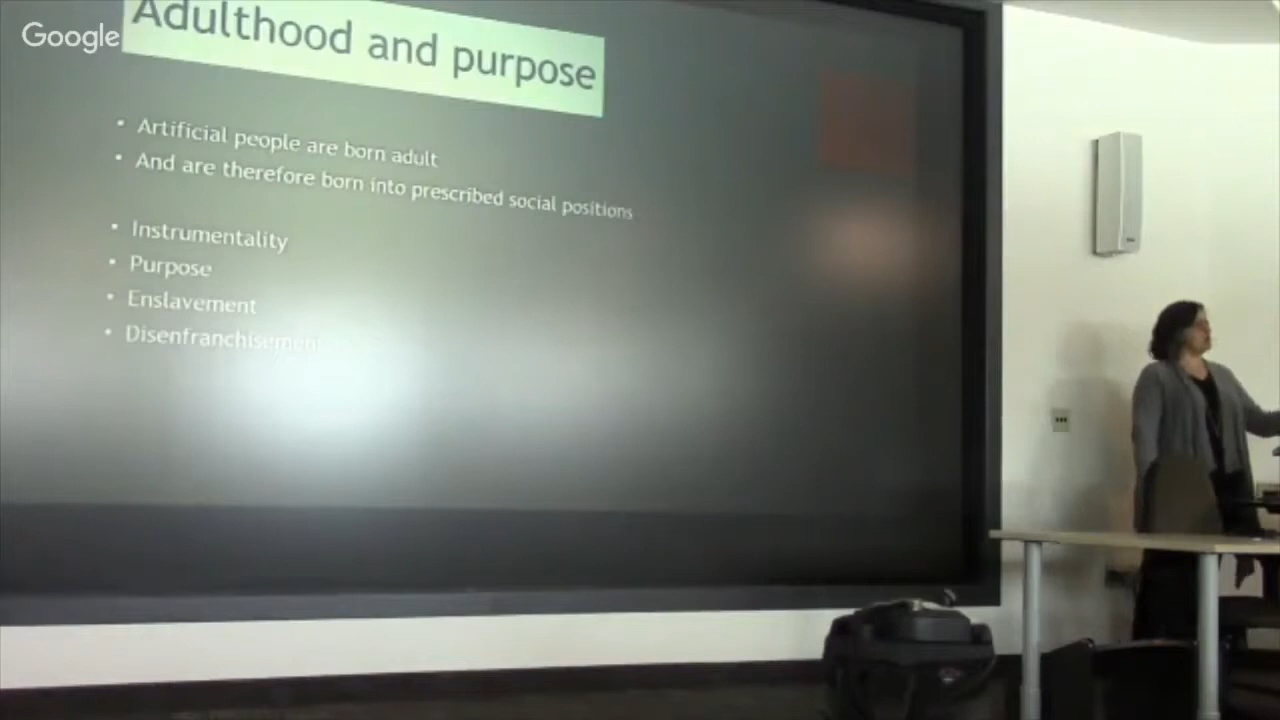 Google
Adulthood and purpose
• Artificial people are born adult
• And are therefore born into prescribed social positions
• Instrumentality
• Purpose
• Enslavement
• Disenfranchisement